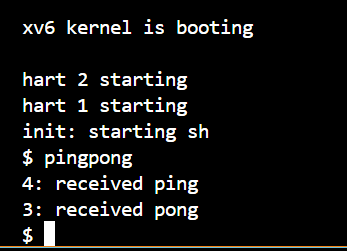 xv6 kernel is booting
hart 2 starting
hart 1 starting
init: starting sh
$ pingpong
4: received ping
3: received pong
$